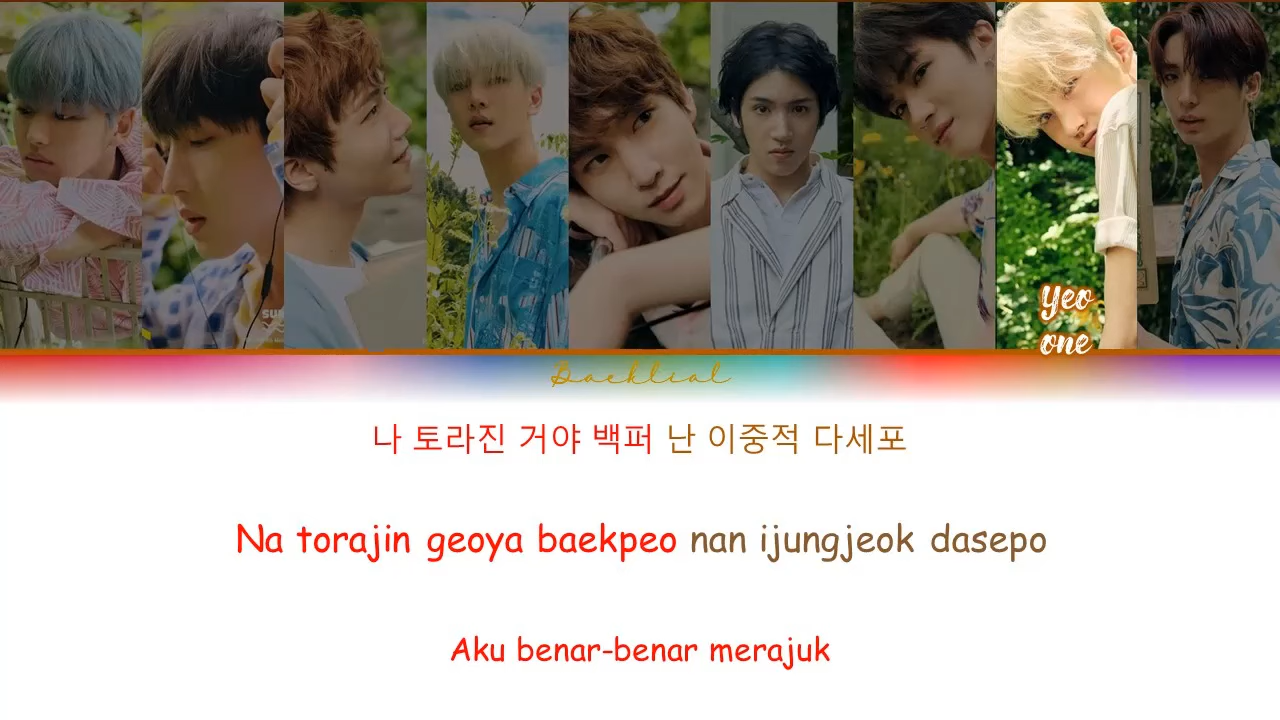 Yeo
one
Baeklial
나 토라진 거야 백퍼 난 이중적 다세포
Na torajin geoya baekpeo nan ijungjeok dasepo
Aku benar-benar merajuk